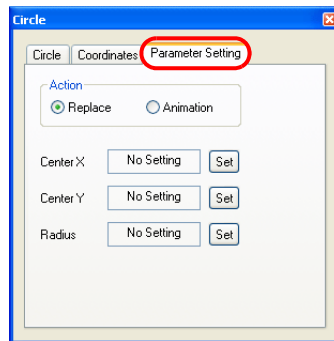 Circle
Circle Coordinates Parameter Setting
Action
Replace Animation
Center X No Setting Set
Center Y No Setting Set
Radius No Setting Set